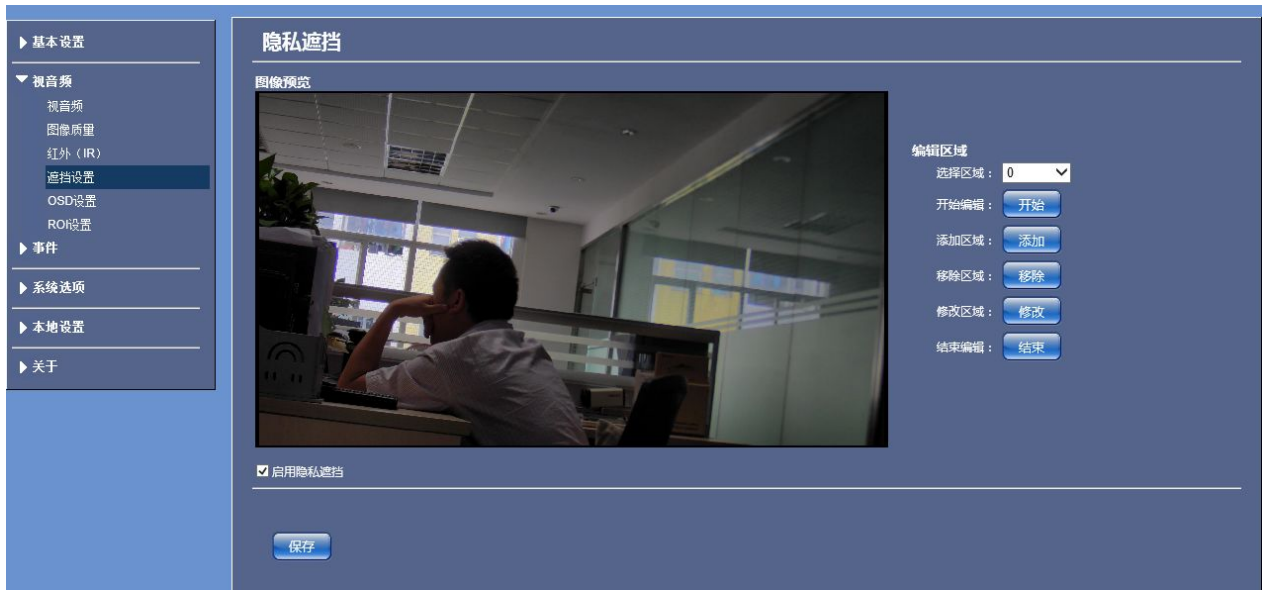 基本设置
视音频
视音频
图像质量
红外（IR）
遮挡设置
OSD设置
ROI设置
事件
系统选项
本地设置
关于
隐私遮挡
图像预览
编辑区域
选择区域： 0
开始编辑： 开始
添加区域： 添加
移除区域： 移除
修改区域： 修改
结束编辑： 结束
启用隐私遮挡
保存